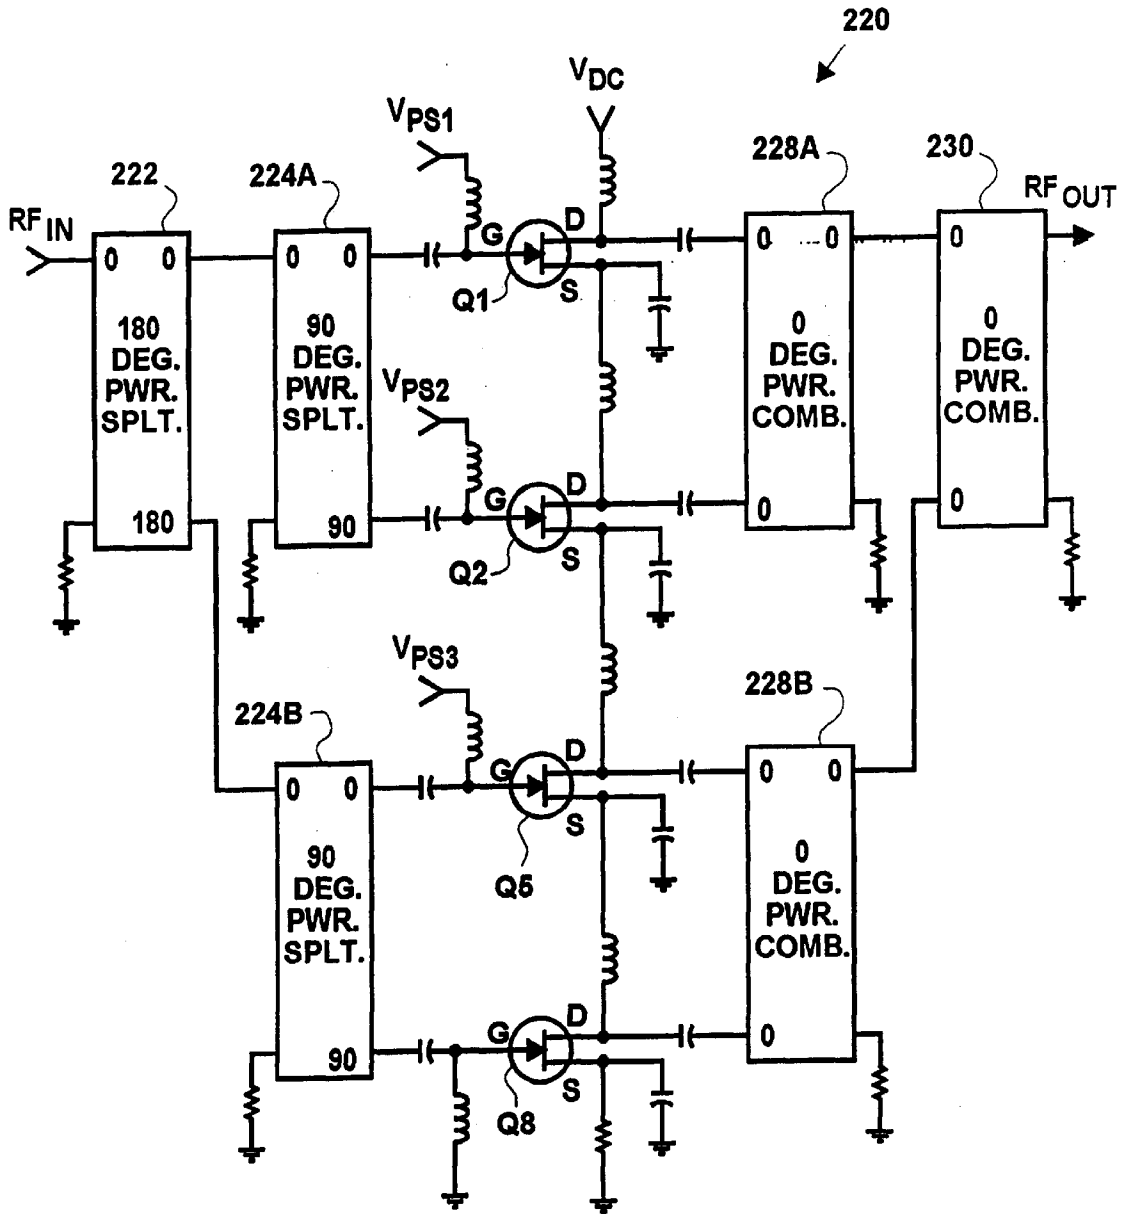 220
V_DC
V_PS1
222
224A
228A
230
RF_IN
RF_OUT
0 0
180
DEG.
PWR.
SPLT.
180
0 0
90
DEG.
PWR.
SPLT.
90
G
D
S
Q1
0 0
0
DEG.
PWR.
COMB.
0
0
0
DEG.
PWR.
COMB.
0
V_PS2
G
D
S
Q2
V_PS3
224B
228B
0 0
90
DEG.
PWR.
SPLT.
90
G
D
S
Q5
0 0
0
DEG.
PWR.
COMB.
0
G
D
S
Q8